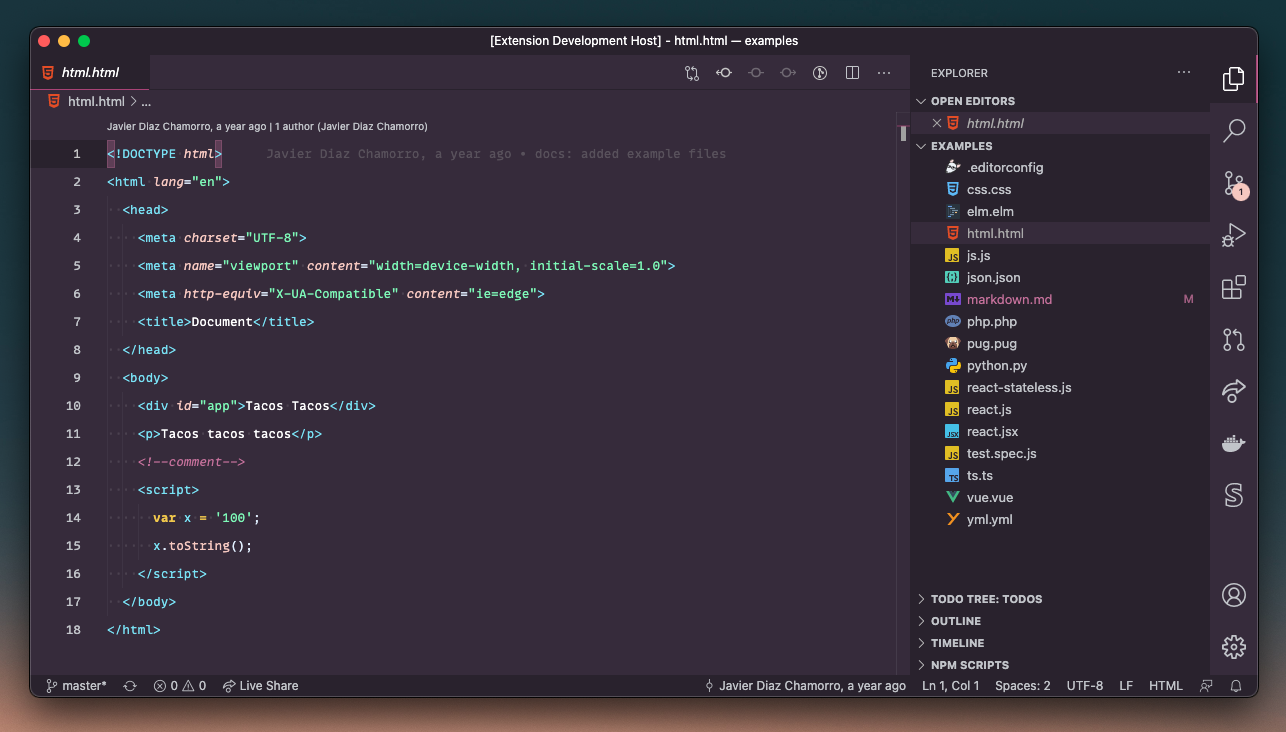 [Extension Development Host] - html.html — examples
html.html
html.html > ...
Javier Diaz Chamorro, a year ago | 1 author (Javier Diaz Chamorro)
1 <!DOCTYPE html> Javier Diaz Chamorro, a year ago • docs: added example files
2 <html lang="en">
3 <head>
4 <meta charset="UTF-8">
5 <meta name="viewport" content="width=device-width, initial-scale=1.0">
6 <meta http-equiv="X-UA-Compatible" content="ie=edge">
7 <title>Document</title>
8 </head>
9 <body>
10 <div id="app">Tacos Tacos</div>
11 <p>Tacos tacos tacos</p>
12 <!--comment-->
13 <script>
14 var x = '100';
15 x.toString();
16 </script>
17 </body>
18 </html>
EXPLORER
OPEN EDITORS
html.html
EXAMPLES
.editorconfig
css.css
elm.elm
html.html
JS js.js
json.json
markdown.md M
php php.php
pug.pug
python.py
JS react-stateless.js
JS react.js
JSX react.jsx
JS test.spec.js
TS ts.ts
vue.vue
yml.yml
TODO TREE: TODOS
OUTLINE
TIMELINE
NPM SCRIPTS
1
master* 0 0 Live Share Javier Diaz Chamorro, a year ago Ln 1, Col 1 Spaces: 2 UTF-8 LF HTML